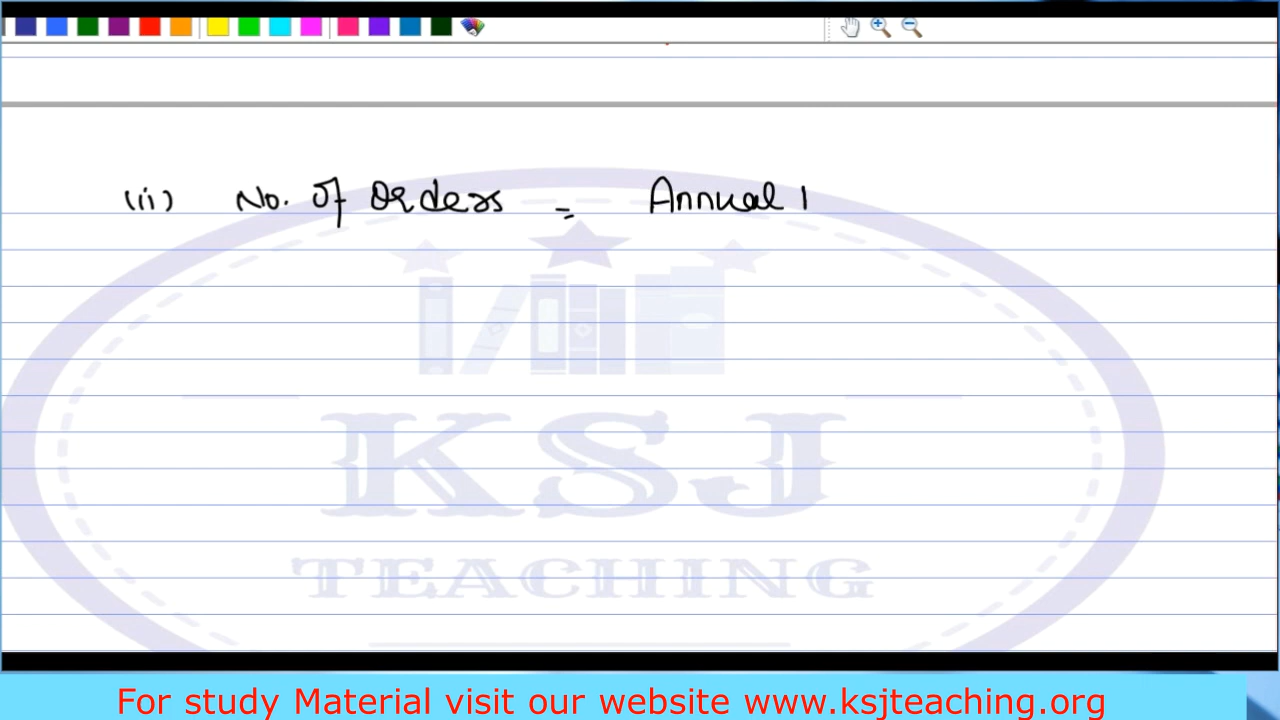 (ii) No. of Orders = Annual
KSJ
TEACHING
For study Material visit our website www.ksjteaching.org